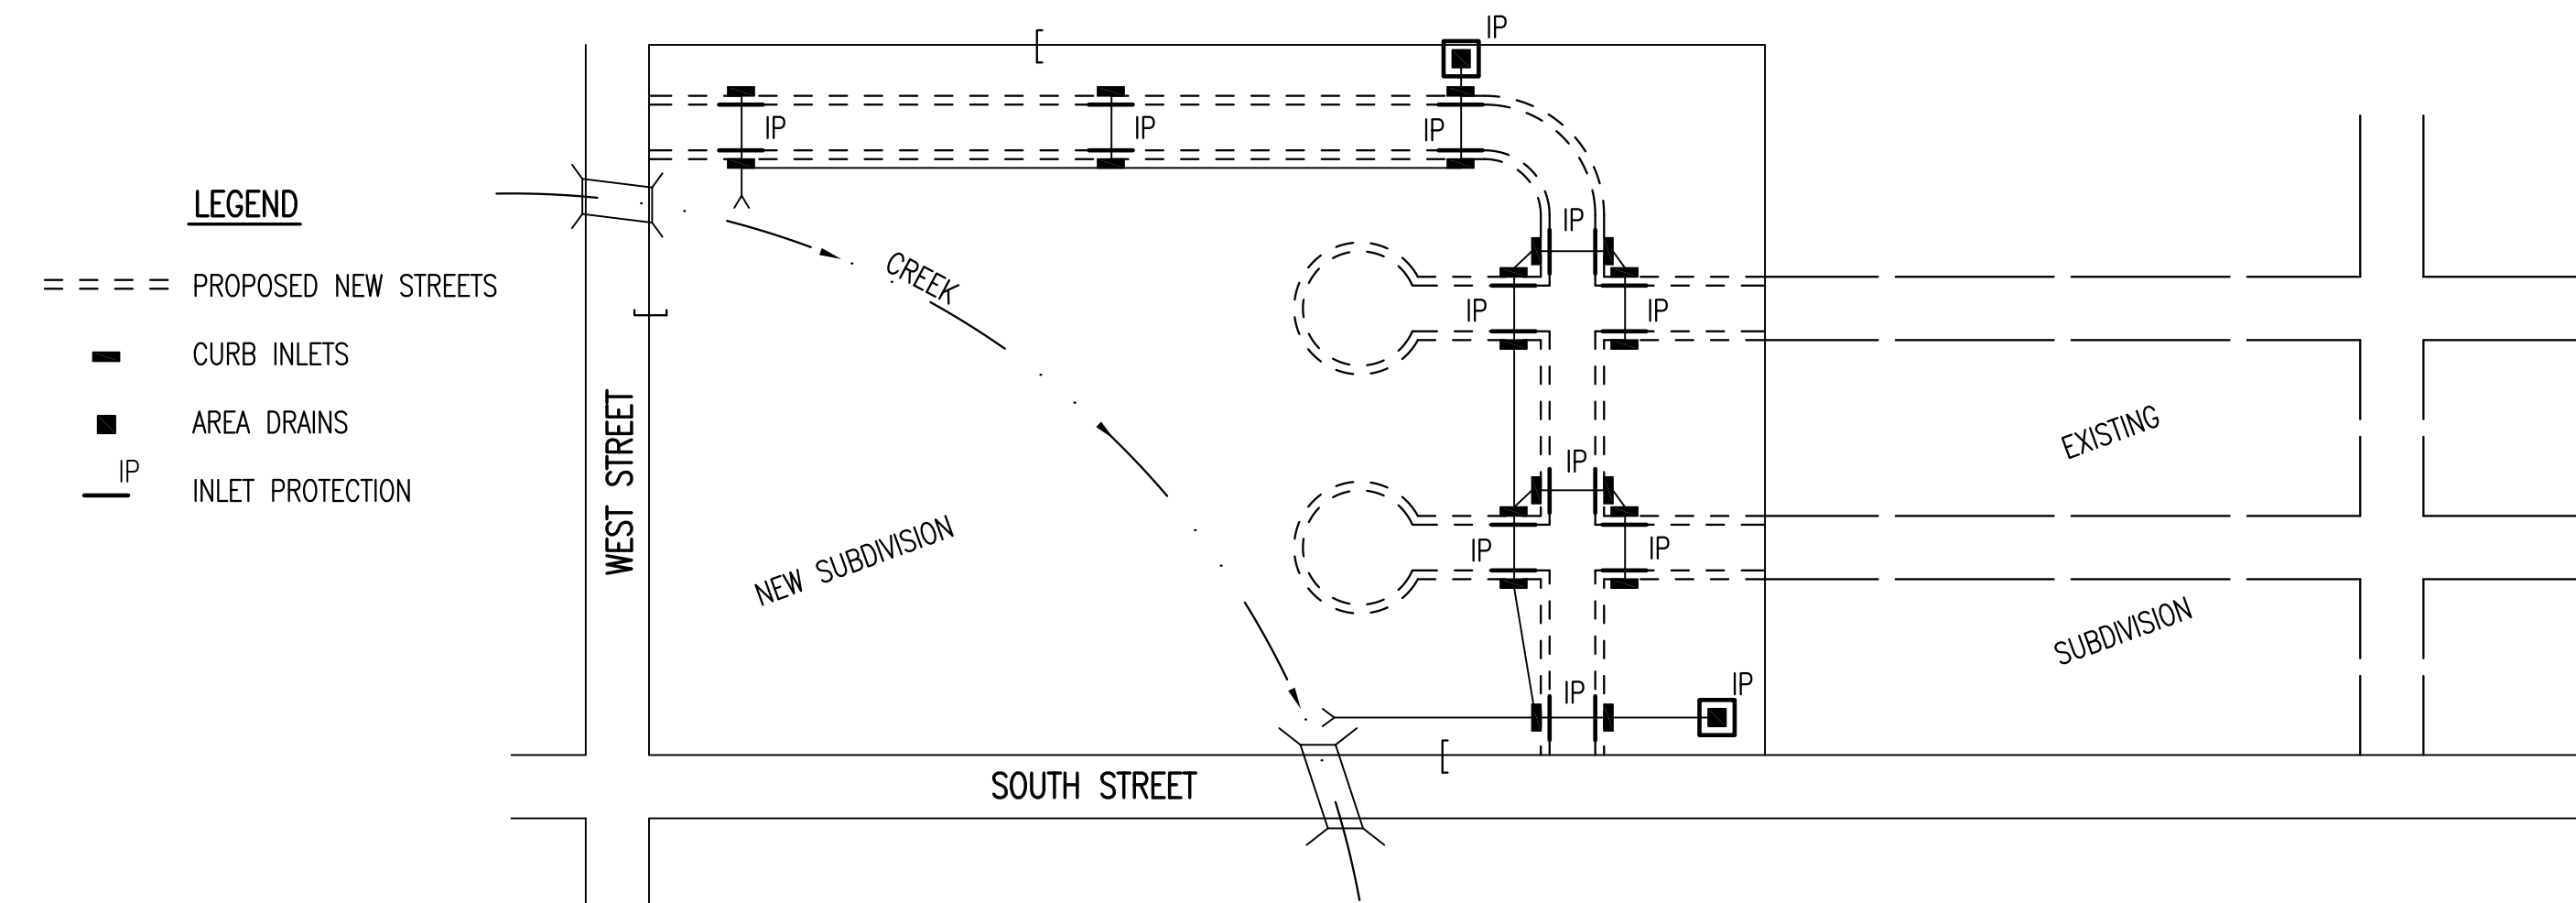 LEGEND
PROPOSED NEW STREETS
CURB INLETS
AREA DRAINS
IP
INLET PROTECTION
WEST STREET
SOUTH STREET
CREEK
NEW SUBDIVISION
EXISTING
SUBDIVISION
IP
IP
IP
IP
IP
IP
IP
IP
IP
IP
IP
IP